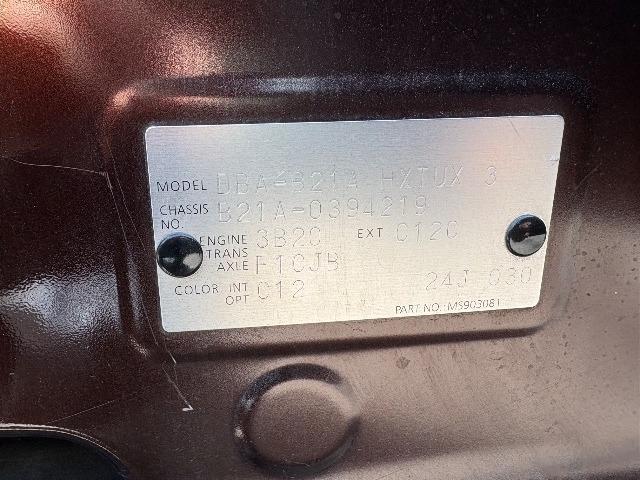 MODEL DBA-B21A HXTUX 3
CHASSIS NO. B21A-0394219
ENGINE 3B20 EXT C12C
TRANS AXLE F1CJB
COLOR INT OPT C12 24J 930
PART NO.: MS903081